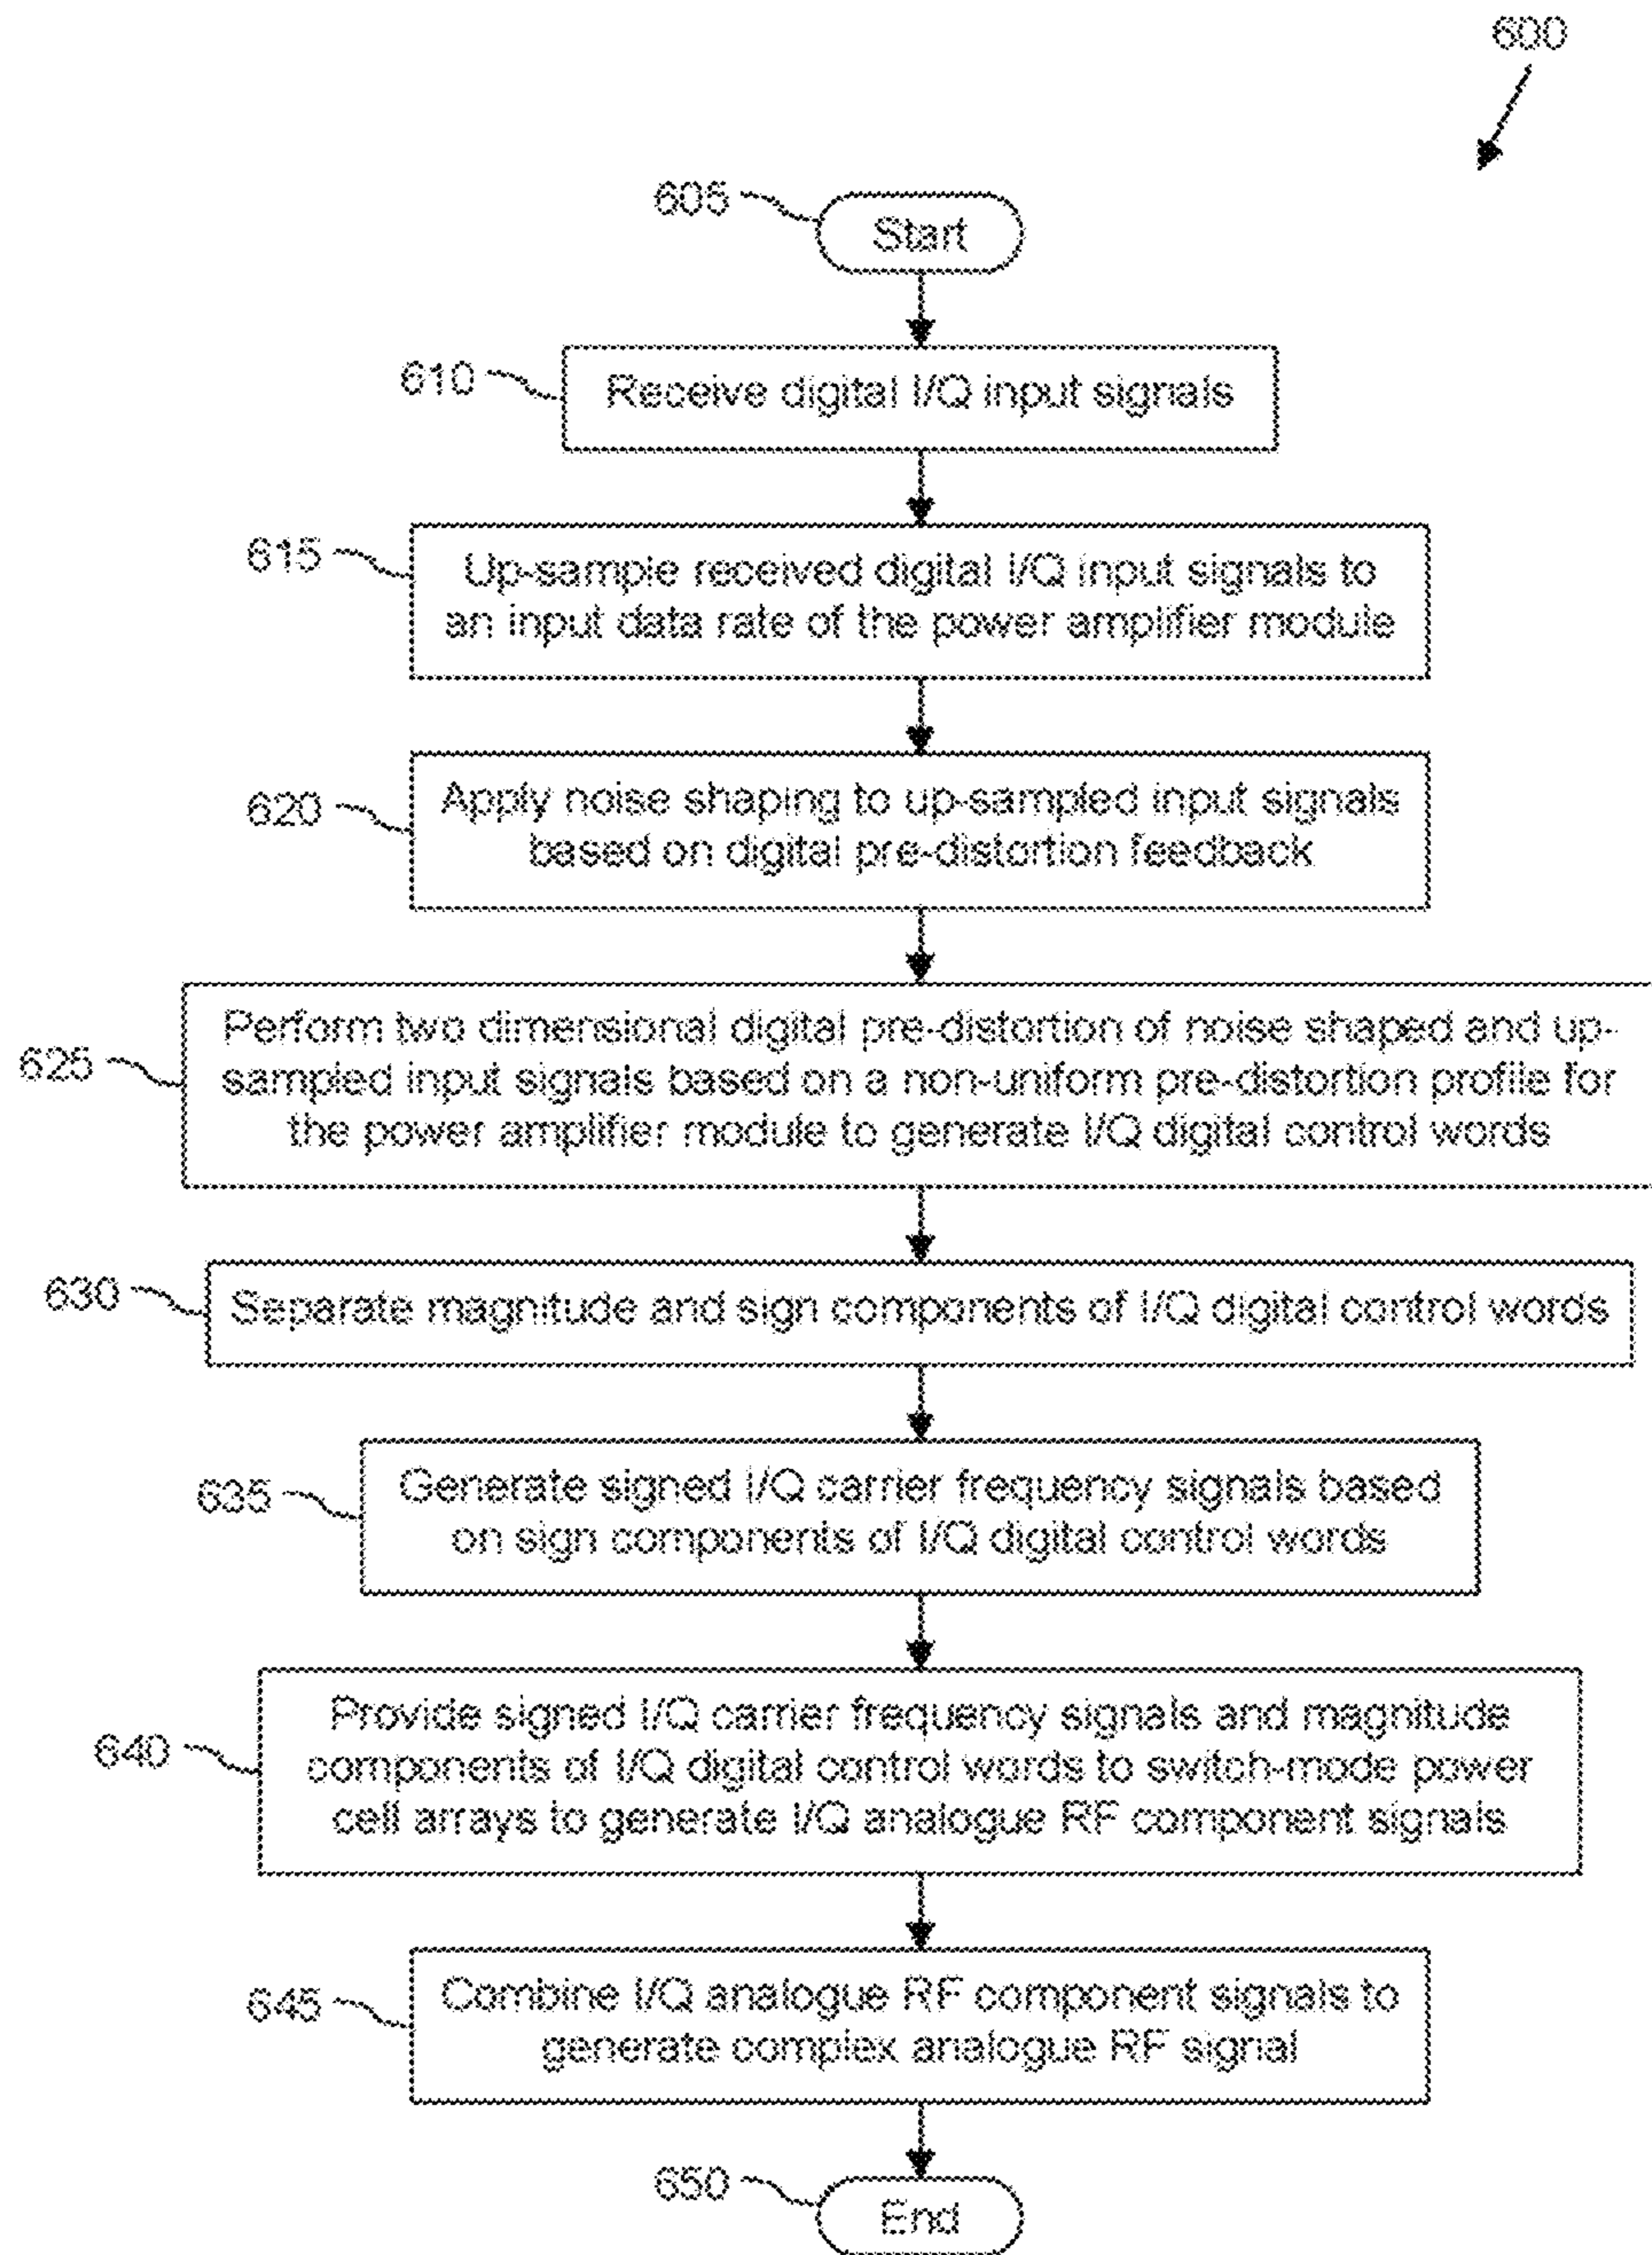 600
605
Start
610
Receive digital I/Q input signals
615
Up-sample received digital I/Q input signals to
an input data rate of the power amplifier module
620
Apply noise shaping to up-sampled input signals
based on digital pre-distortion feedback
625
Perform two dimensional digital pre-distortion of noise shaped and up-
sampled input signals based on a non-uniform pre-distortion profile for
the power amplifier module to generate I/Q digital control words
630
Separate magnitude and sign components of I/Q digital control words
635
Generate signed I/Q carrier frequency signals based
on sign components of I/Q digital control words
640
Provide signed I/Q carrier frequency signals and magnitude
components of I/Q digital control words to switch-mode power
cell arrays to generate I/Q analogue RF component signals
645
Combine I/Q analogue RF component signals to
generate complex analogue RF signal
650
End